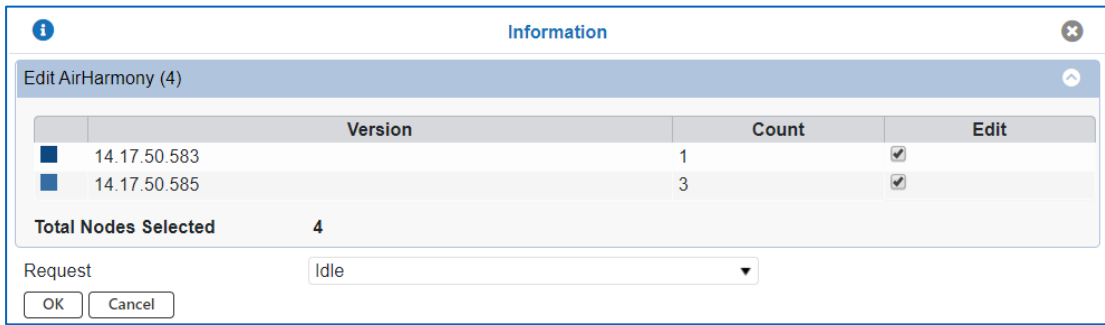 Information
Edit AirHarmony (4)
Version Count Edit
14.17.50.583 1
14.17.50.585 3
Total Nodes Selected 4
Request Idle
OK Cancel